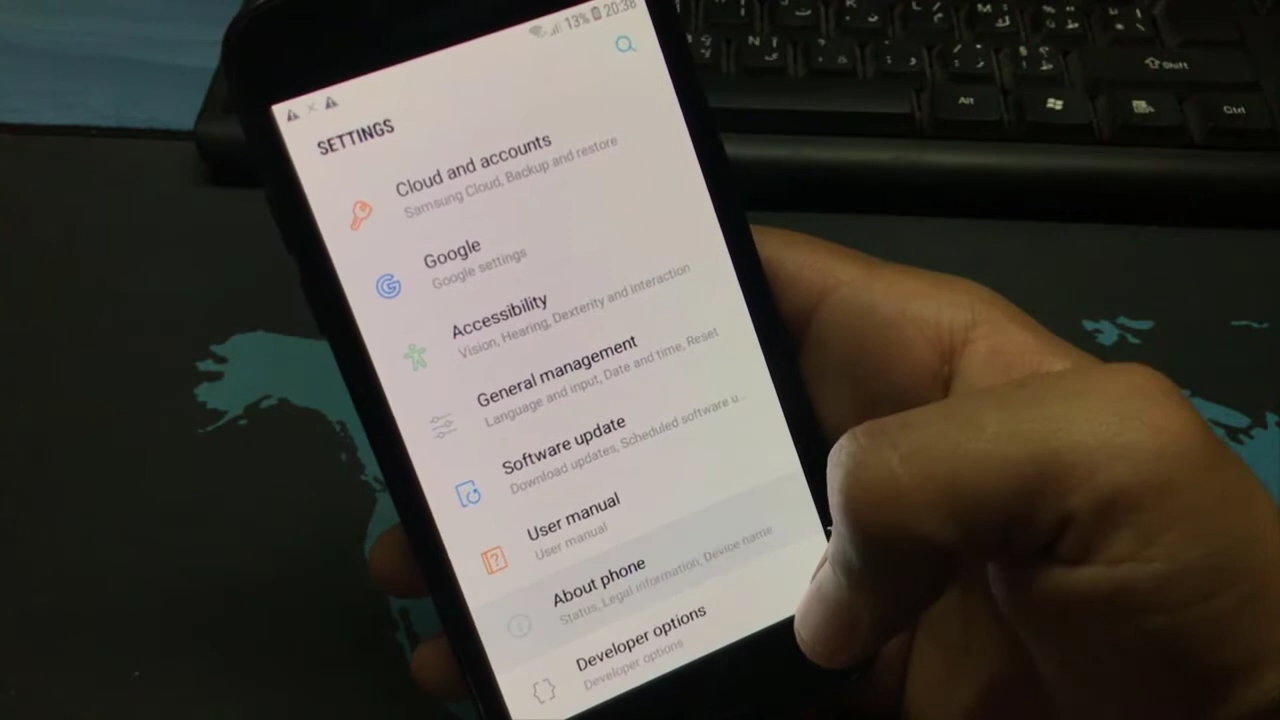 13% 20:38
SETTINGS
Cloud and accounts
Samsung Cloud, Backup and restore
Google
Google settings
Accessibility
Vision, Hearing, Dexterity and interaction
General management
Language and input, Date and time, Reset
Software update
Download updates, Scheduled software u...
User manual
User manual
About phone
Status, Legal information, Device name
Developer options
Developer options
Shift
Alt
Ctrl